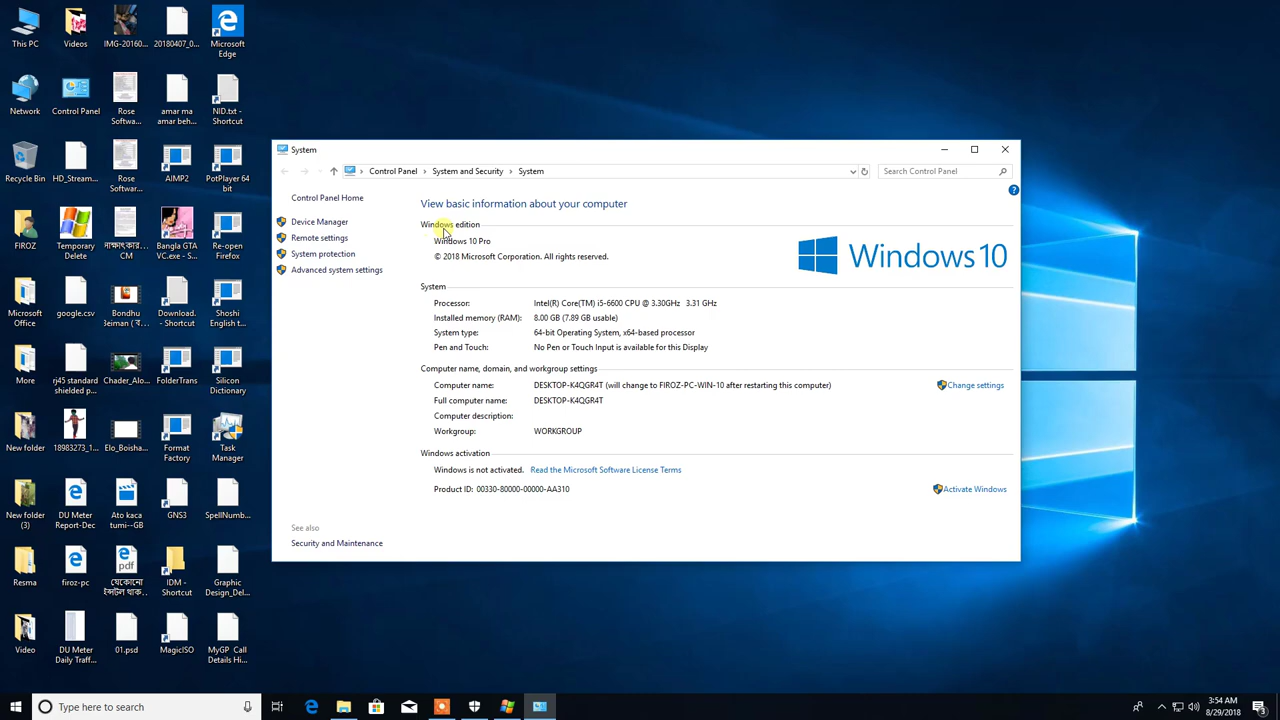 This PC
Videos
IMG-20160...
20180407_0...
Microsoft
Edge
Network
Control Panel
Rose
Softwa...
amar ma
amar beh...
NID.txt -
Shortcut
Recycle Bin
HD_Stream...
Rose
Softwar...
AIMP2
PotPlayer 64
bit
FIROZ
Temporary
Delete
CM
Bangla GTA
VC.exe - S...
Re-open
Firefox
Microsoft
Office
google.csv
Bondhu
Beiman ( ব...
Download.
- Shortcut
Shoshi
English t...
More
rj45 standard
shielded p...
Chader_Alo...
FolderTrans
Silicon
Dictionary
New folder
18983273_1...
Elo_Boisha...
Format
Factory
Task
Manager
New folder
(3)
DU Meter
Report-Dec
Ato kaca
tumi--GB
GNS3
SpellNumb...
Resma
firoz-pc
pdf
যেকোনো
ইন্সটল থাক...
IDM -
Shortcut
Graphic
Design_Del...
Video
DU Meter
Daily Traff...
01.psd
MagicISO
MyGP Call
Details Hi...
System
Control Panel
System and Security
System
Search Control Panel
Control Panel Home
Device Manager
Remote settings
System protection
Advanced system settings
See also
Security and Maintenance
View basic information about your computer
Windows edition
Windows 10 Pro
© 2018 Microsoft Corporation. All rights reserved.
Windows 10
System
Processor: Intel(R) Core(TM) i5-6600 CPU @ 3.30GHz 3.31 GHz
Installed memory (RAM): 8.00 GB (7.89 GB usable)
System type: 64-bit Operating System, x64-based processor
Pen and Touch: No Pen or Touch Input is available for this Display
Computer name, domain, and workgroup settings
Computer name: DESKTOP-K4QGR4T (will change to FIROZ-PC-WIN-10 after restarting this computer)
Change settings
Full computer name: DESKTOP-K4QGR4T
Computer description:
Workgroup: WORKGROUP
Windows activation
Windows is not activated. Read the Microsoft Software License Terms
Product ID: 00330-80000-00000-AA310
Activate Windows
Type here to search
3:54 AM
8/29/2018